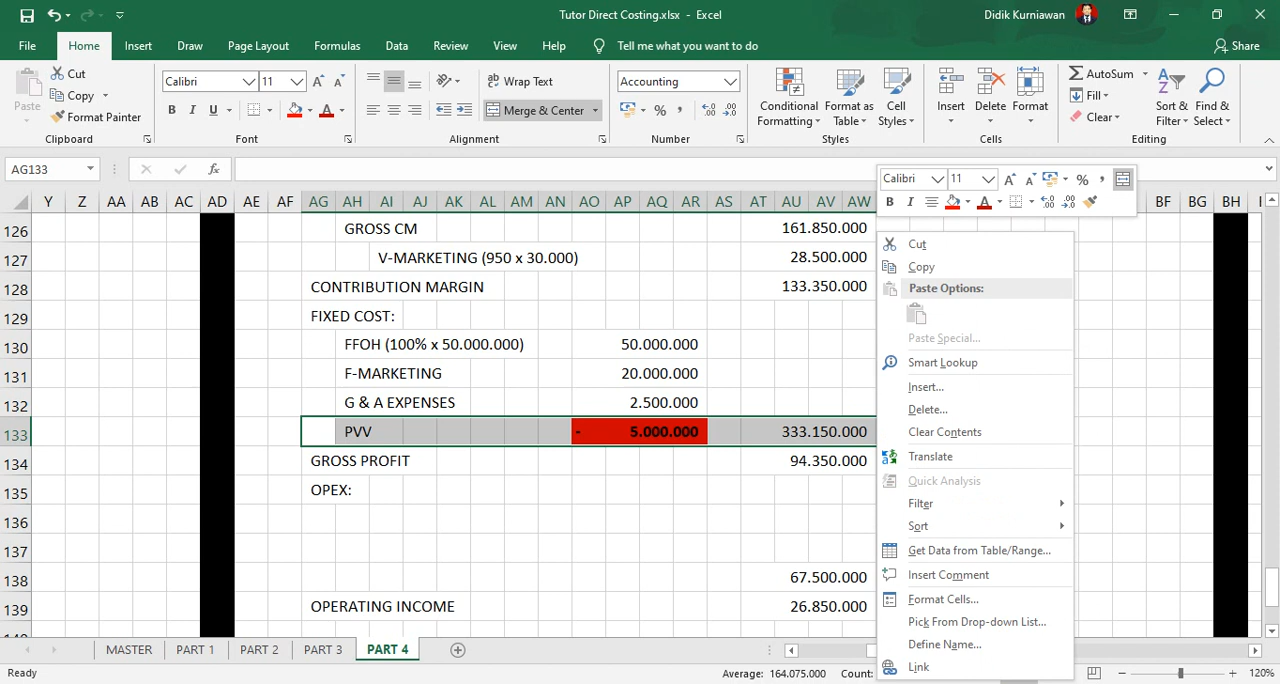 Tutor Direct Costing.xlsx - Excel
Didik Kurniawan
File Home Insert Draw Page Layout Formulas Data Review View Help Tell me what you want to do Share
Paste
Cut
Copy
Format Painter
Clipboard
Calibri 11
B I U
Font
Wrap Text
Merge & Center
Alignment
Accounting
% ,
Number
Conditional Formatting
Format as Table
Cell Styles
Styles
Insert Delete Format
Cells
AutoSum
Fill
Clear
Sort & Filter
Find & Select
Editing
AG133
fx
Calibri 11
% ,
B I
Y Z AA AB AC AD AE AF AG AH AI AJ AK AL AM AN AO AP AQ AR AS AT AU AV AW BF BG BH
126 GROSS CM 161.850.000
127 V-MARKETING (950 x 30.000) 28.500.000
128 CONTRIBUTION MARGIN 133.350.000
129 FIXED COST:
130 FFOH (100% x 50.000.000) 50.000.000
131 F-MARKETING 20.000.000
132 G & A EXPENSES 2.500.000
133 PVV - 5.000.000 333.150.000
134 GROSS PROFIT 94.350.000
135 OPEX:
136
137
138 67.500.000
139 OPERATING INCOME 26.850.000
Cut
Copy
Paste Options:
Paste Special...
Smart Lookup
Insert...
Delete...
Clear Contents
Translate
Quick Analysis
Filter
Sort
Get Data from Table/Range...
Insert Comment
Format Cells...
Pick From Drop-down List...
Define Name...
Link
MASTER PART 1 PART 2 PART 3 PART 4
Ready
Average: 164.075.000 Count:
120%